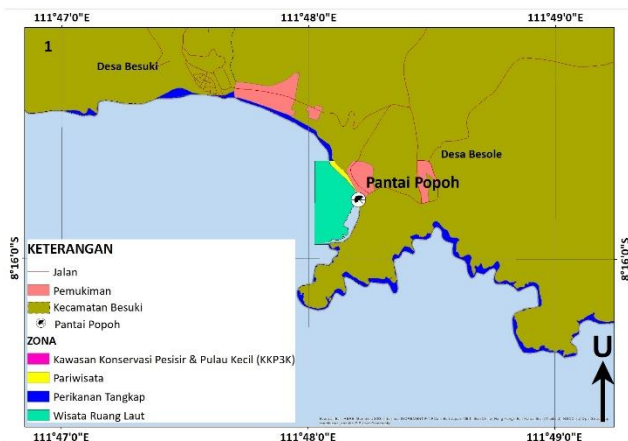 111°47'0"E 111°48'0"E 111°49'0"E
1
Desa Besuki
Desa Besole
Pantai Popoh
8°16'0"S 8°16'0"S
KETERANGAN
Jalan
Pemukiman
Kecamatan Besuki
Pantai Popoh
ZONA
Kawasan Konservasi Pesisir & Pulau Kecil (KKP3K)
Pariwisata
Perikanan Tangkap
Wisata Ruang Laut
U
111°47'0"E 111°48'0"E 111°49'0"E